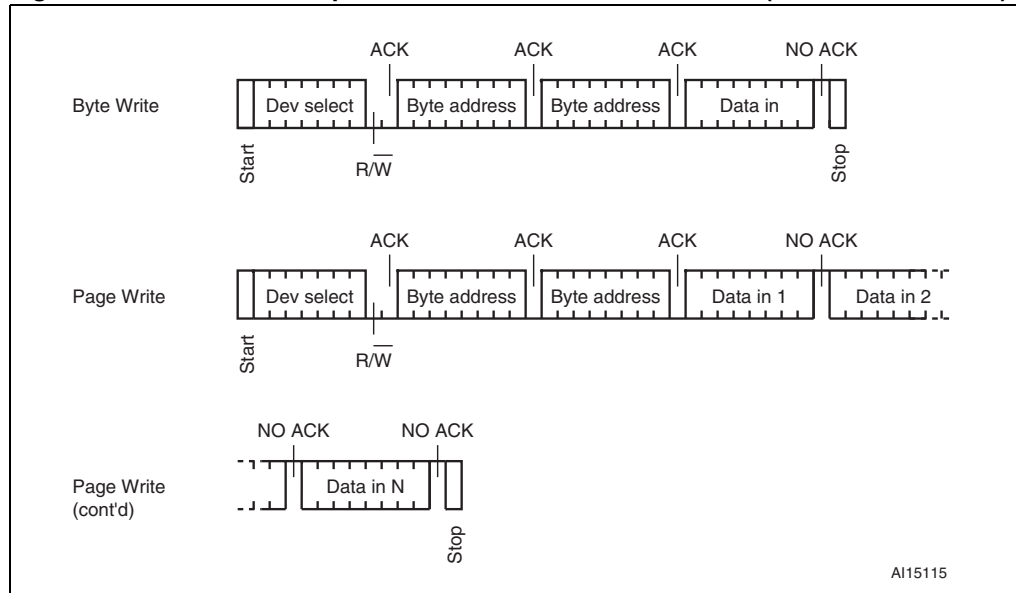 ACK ACK ACK NO ACK
Byte Write
Dev select Byte address Byte address Data in
Start R/W̅ Stop
ACK ACK ACK NO ACK
Page Write
Dev select Byte address Byte address Data in 1 Data in 2
Start R/W̅
NO ACK NO ACK
Page Write
(cont'd)
Data in N
Stop
AI15115